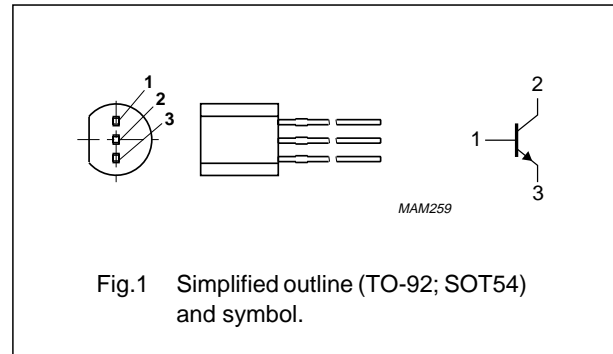 1
2
3
2
1
3
MAM259
Fig.1 Simplified outline (TO-92; SOT54)
and symbol.